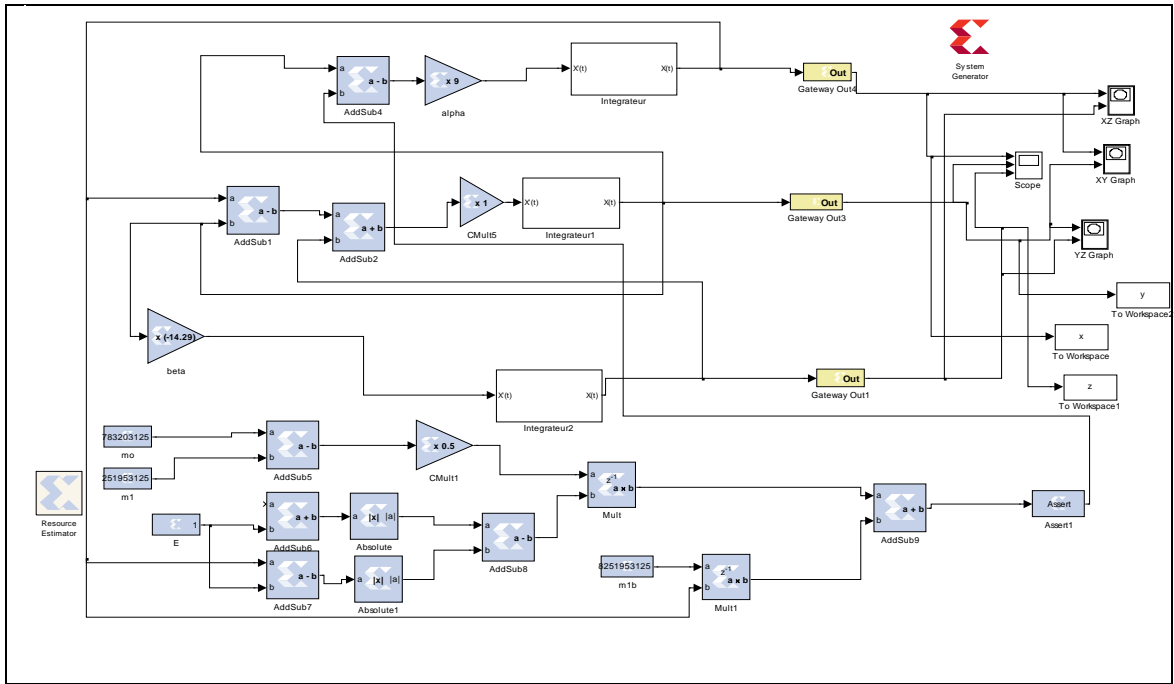 System
Generator
a
b
a - b
AddSub4
x 9
alpha
X'(t)
X(t)
Integrateur
Out
Gateway Out4
XZ Graph
Scope
XY Graph
a
b
a - b
AddSub1
a
b
a + b
AddSub2
x 1
CMult5
X'(t)
X(t)
Integrateur1
Out
Gateway Out3
YZ Graph
y
To Workspace2
x
To Workspace
x (-14.29)
beta
X'(t)
X(t)
Integrateur2
Out
Gateway Out1
z
To Workspace1
783203125
mo
251953125
m1
a
b
a - b
AddSub5
x 0.5
CMult1
a
b
z-1
a x b
Mult
Resource
Estimator
1
E
a
b
a + b
AddSub6
a
|x|
|a|
Absolute
a
b
a - b
AddSub8
a
b
a + b
AddSub9
Assert
Assert1
a
b
a - b
AddSub7
a
|x|
|a|
Absolute1
8251953125
m1b
a
b
z-1
a x b
Mult1